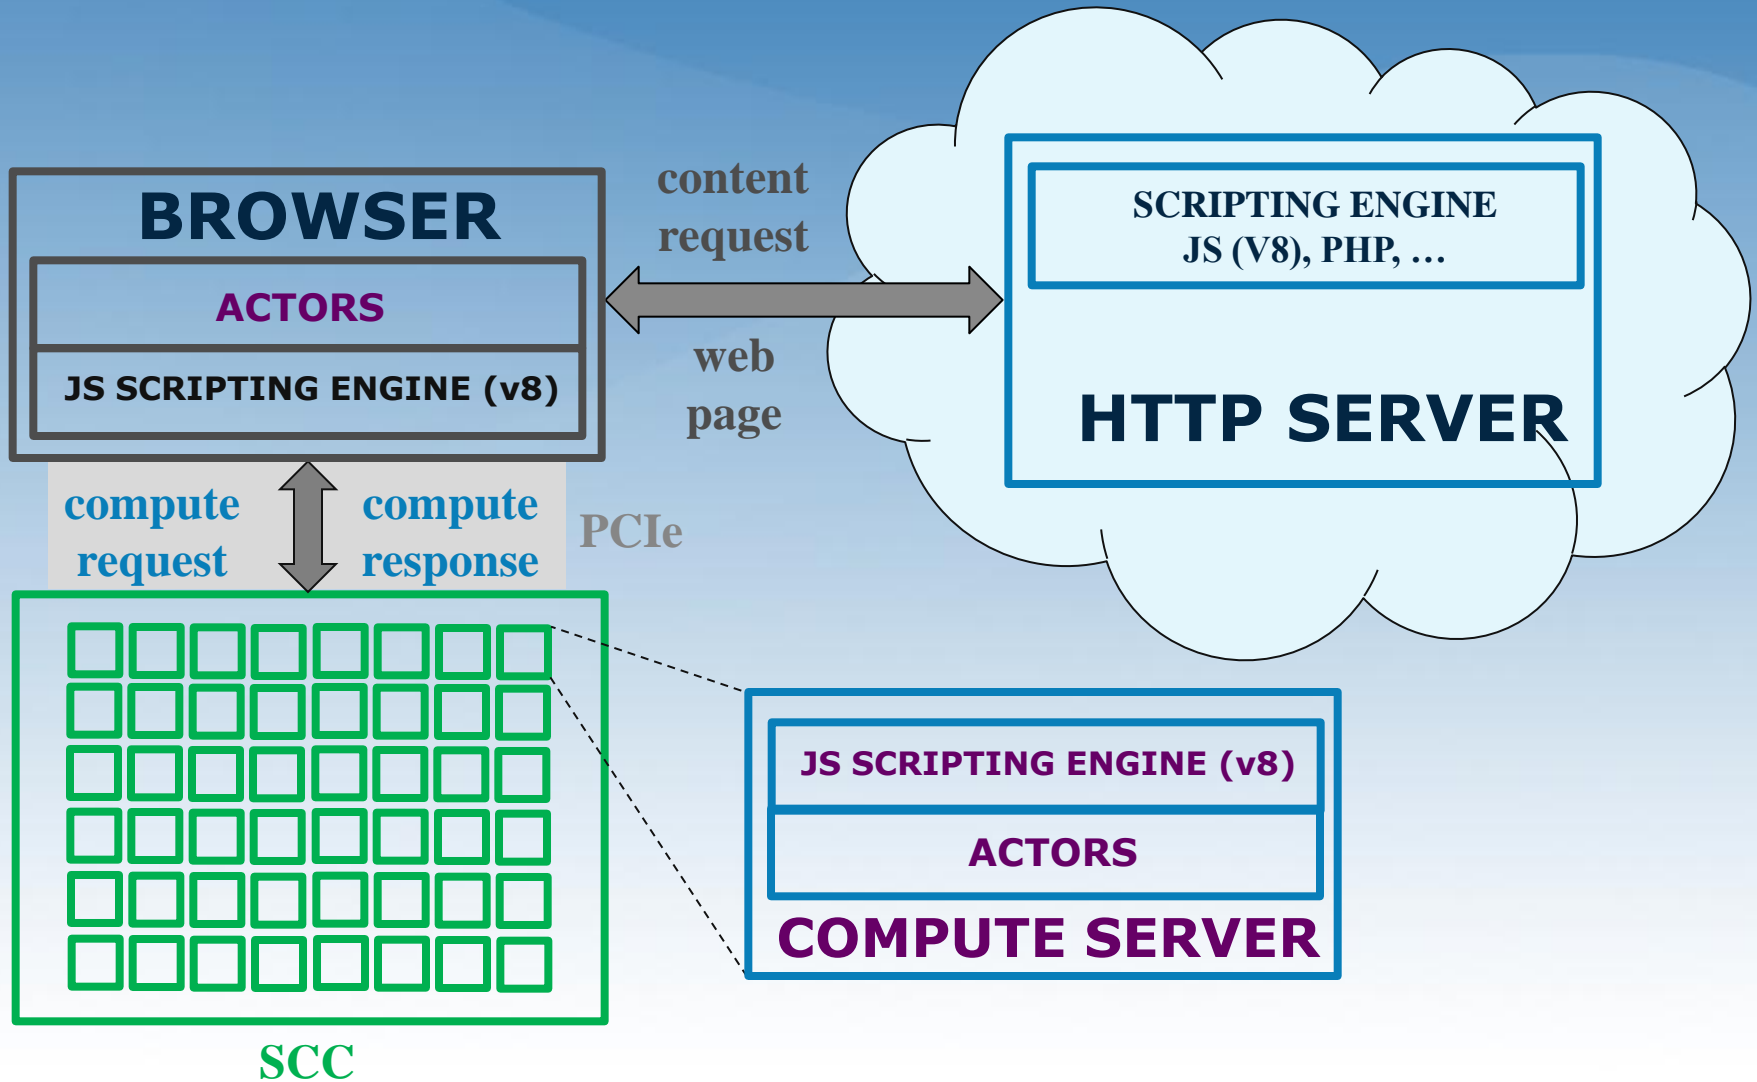 BROWSER
ACTORS
JS SCRIPTING ENGINE (v8)
content
request
web
page
SCRIPTING ENGINE
JS (V8), PHP, …
HTTP SERVER
compute
request
compute
response
PCIe
JS SCRIPTING ENGINE (v8)
ACTORS
COMPUTE SERVER
SCC